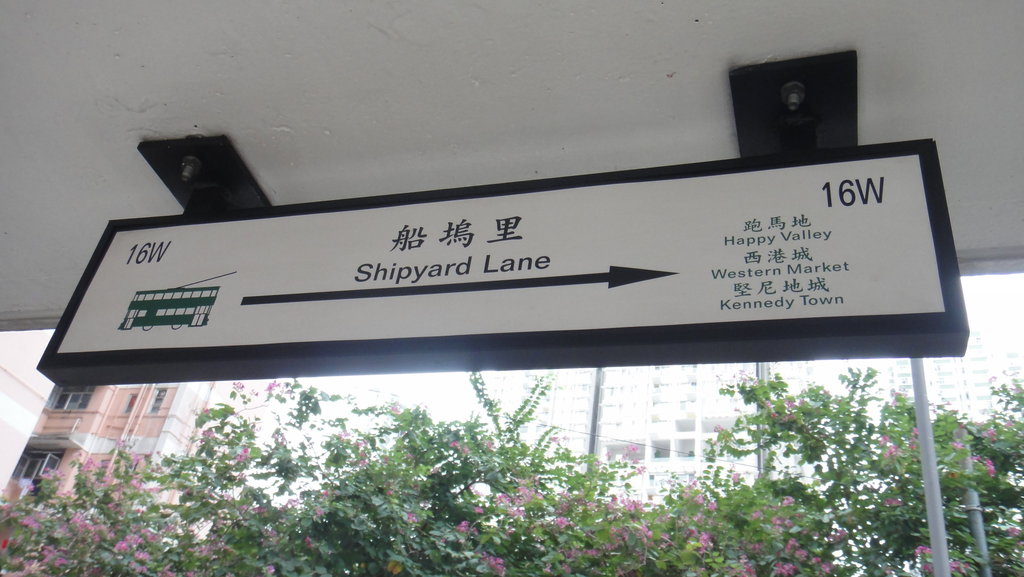 16W
船塢里
Shipyard Lane
16W
跑馬地
Happy Valley
西港城
Western Market
堅尼地城
Kennedy Town